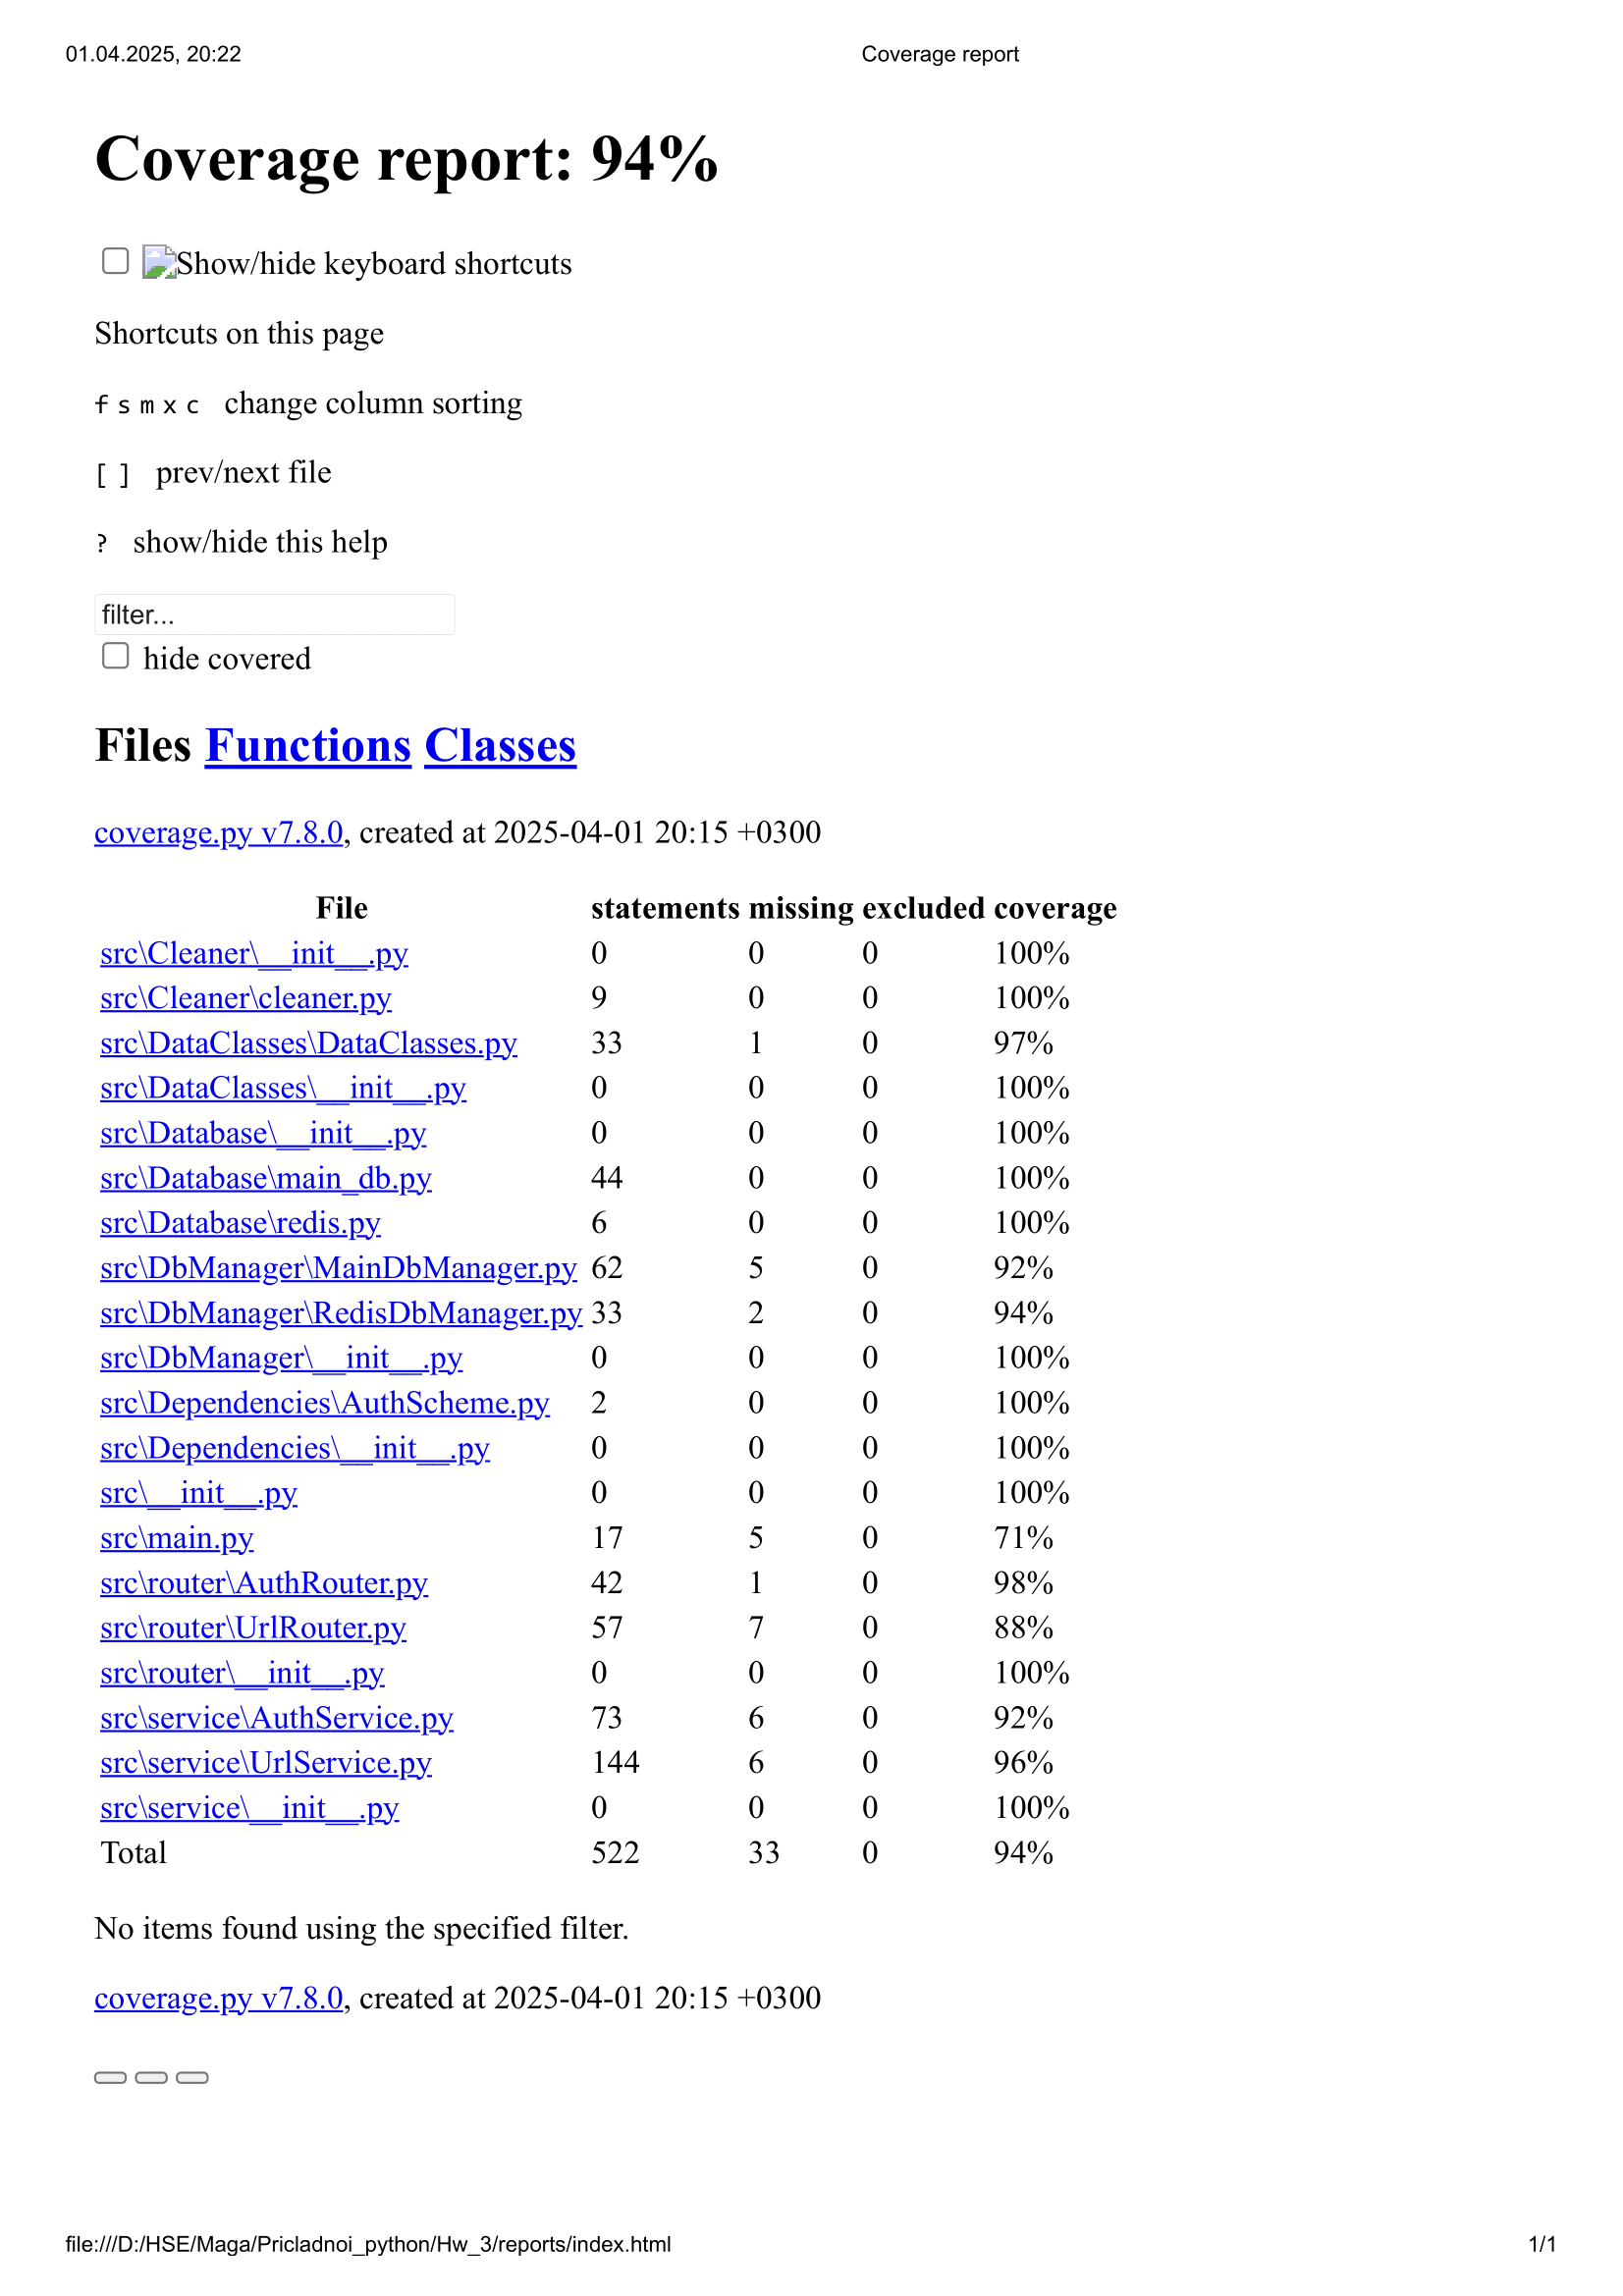 01.04.2025, 20:22 Coverage report
Coverage report: 94%
Show/hide keyboard shortcuts
Shortcuts on this page
f s m x c change column sorting
[ ] prev/next file
? show/hide this help
filter...
hide covered
Files Functions Classes
coverage.py v7.8.0, created at 2025-04-01 20:15 +0300
File statements missing excluded coverage
src\Cleaner\__init__.py 0 0 0 100%
src\Cleaner\cleaner.py 9 0 0 100%
src\DataClasses\DataClasses.py 33 1 0 97%
src\DataClasses\__init__.py 0 0 0 100%
src\Database\__init__.py 0 0 0 100%
src\Database\main_db.py 44 0 0 100%
src\Database\redis.py 6 0 0 100%
src\DbManager\MainDbManager.py 62 5 0 92%
src\DbManager\RedisDbManager.py 33 2 0 94%
src\DbManager\__init__.py 0 0 0 100%
src\Dependencies\AuthScheme.py 2 0 0 100%
src\Dependencies\__init__.py 0 0 0 100%
src\__init__.py 0 0 0 100%
src\main.py 17 5 0 71%
src\router\AuthRouter.py 42 1 0 98%
src\router\UrlRouter.py 57 7 0 88%
src\router\__init__.py 0 0 0 100%
src\service\AuthService.py 73 6 0 92%
src\service\UrlService.py 144 6 0 96%
src\service\__init__.py 0 0 0 100%
Total 522 33 0 94%
No items found using the specified filter.
coverage.py v7.8.0, created at 2025-04-01 20:15 +0300
file:///D:/HSE/Maga/Pricladnoi_python/Hw_3/reports/index.html 1/1